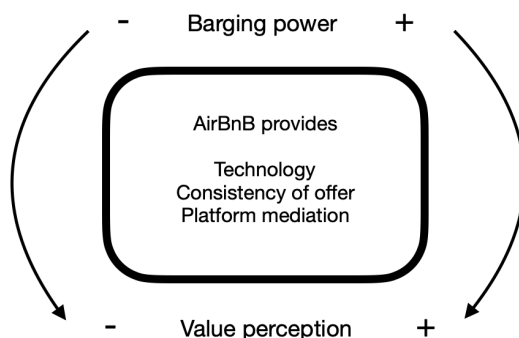 - Barging power +
AirBnB provides
Technology
Consistency of offer
Platform mediation
- Value perception +